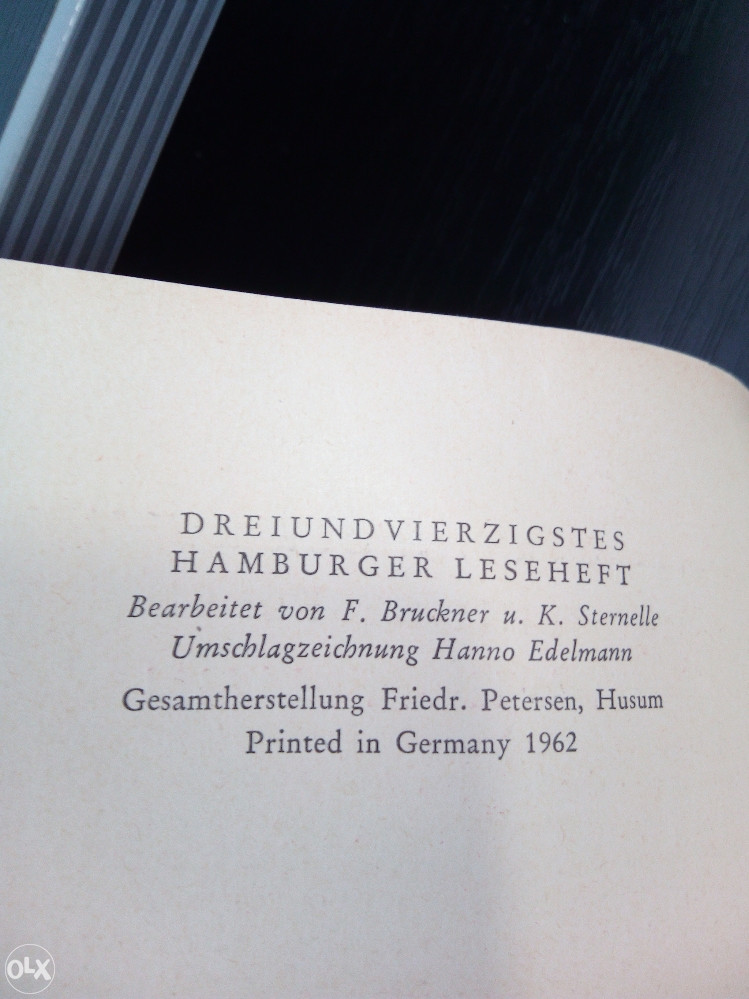 DREIUNDVIERZIGSTES
HAMBURGER LESEHEFT
Bearbeitet von F. Bruckner u. K. Sternelle
Umschlagzeichnung Hanno Edelmann
Gesamtherstellung Friedr. Petersen, Husum
Printed in Germany 1962
OLX